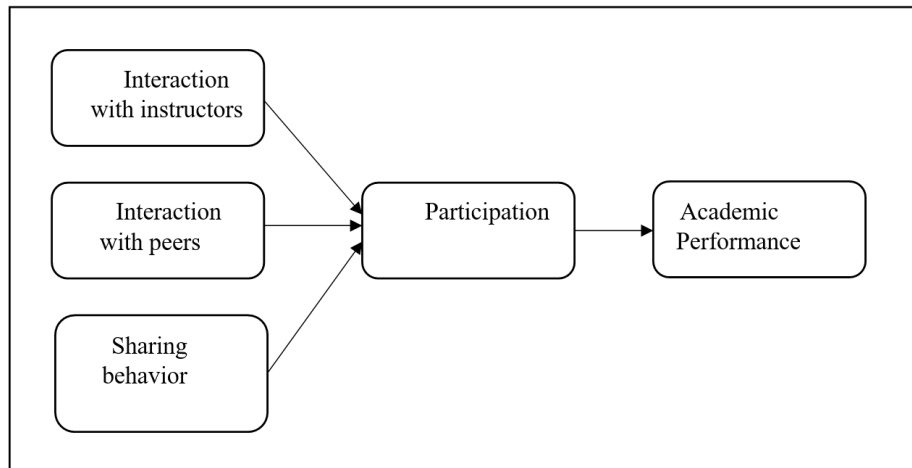 Interaction
with instructors
Interaction
with peers
Sharing
behavior
Participation
Academic
Performance